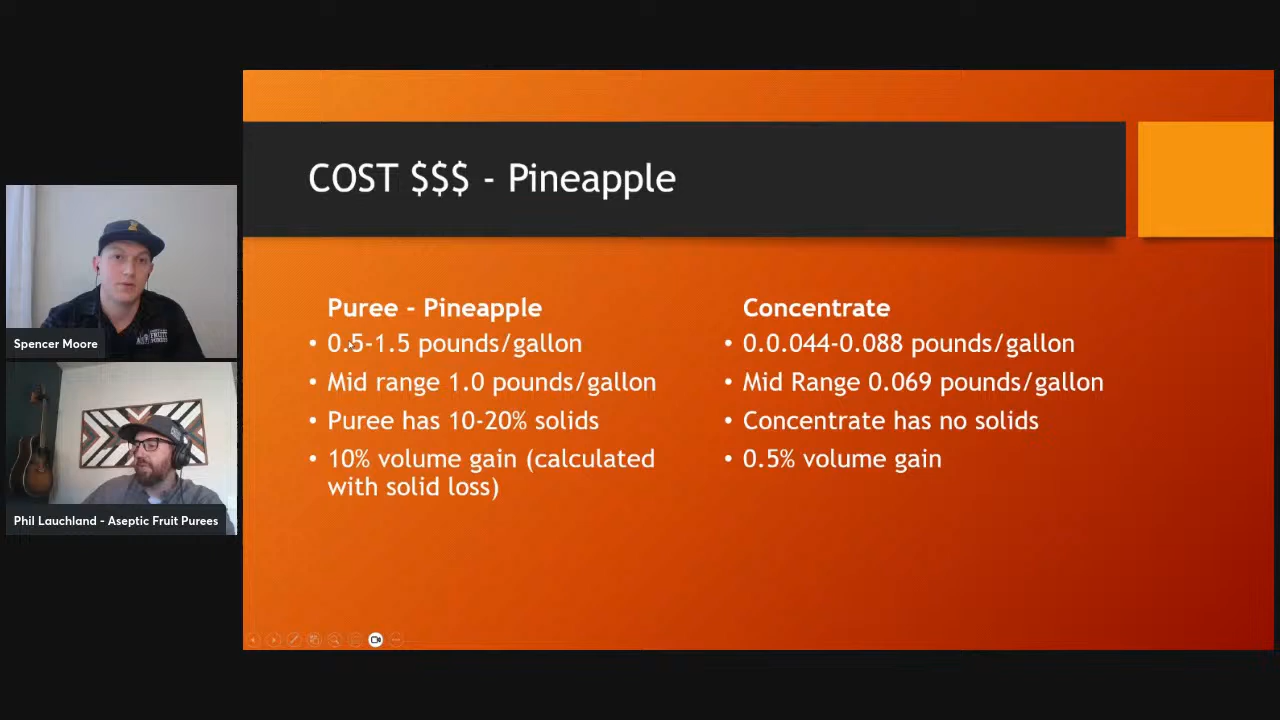 COST $$$ - Pineapple
Puree - Pineapple
• 0.5-1.5 pounds/gallon
• Mid range 1.0 pounds/gallon
• Puree has 10-20% solids
• 10% volume gain (calculated
with solid loss)
Concentrate
• 0.0.044-0.088 pounds/gallon
• Mid Range 0.069 pounds/gallon
• Concentrate has no solids
• 0.5% volume gain
Spencer Moore
Phil Lauchland - Aseptic Fruit Purees